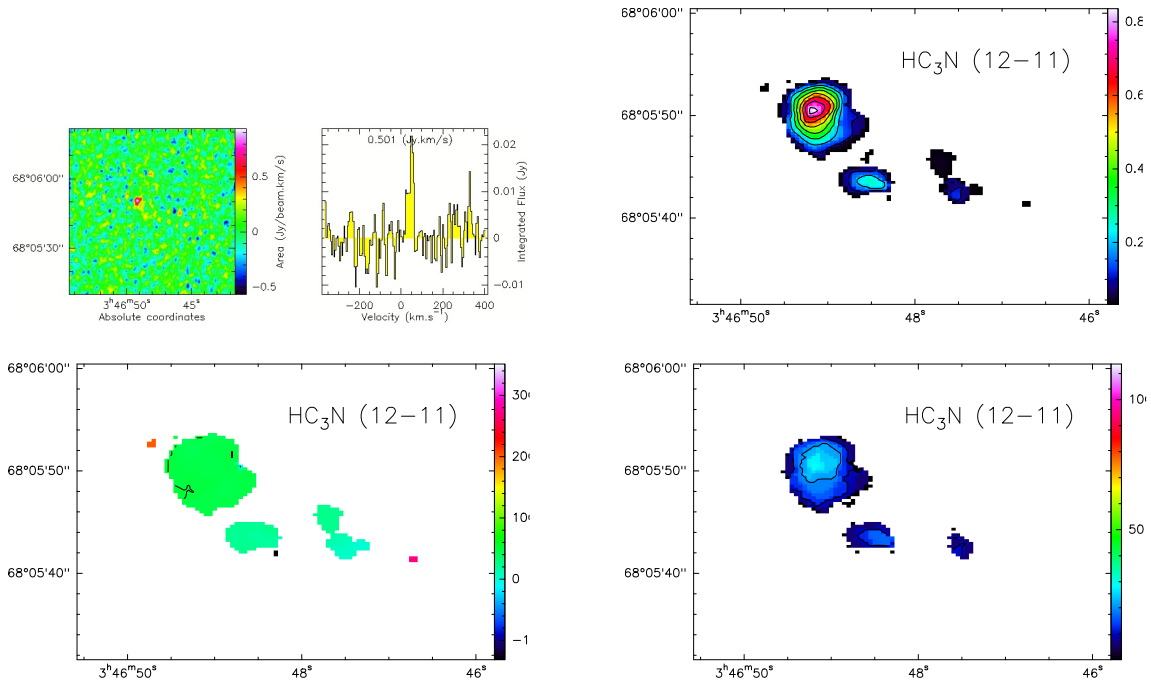 68°06'00''
68°05'30''
3ʰ46ᵐ50ˢ 45ˢ
Absolute coordinates
0.5
0
−0.5
Area (Jy/beam.km/s)
0.501 (Jy.km/s)
0.02
0.01
0
−0.01
Integrated Flux (Jy)
−200 0 200 400
Velocity (km.s⁻¹)
HC₃N (12−11)
68°06'00''
68°05'50''
68°05'40''
3ʰ46ᵐ50ˢ 48ˢ 46ˢ
0.8
0.6
0.4
0.2
HC₃N (12−11)
68°06'00''
68°05'50''
68°05'40''
3ʰ46ᵐ50ˢ 48ˢ 46ˢ
100
0
HC₃N (12−11)
68°06'00''
68°05'50''
68°05'40''
3ʰ46ᵐ50ˢ 48ˢ 46ˢ
50